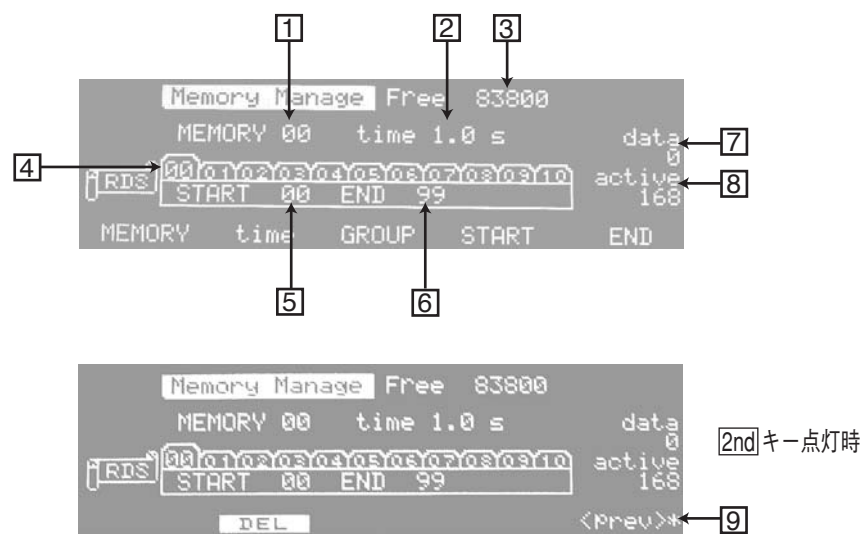 1 2 3
Memory Manage Free 83800
MEMORY 00 time 1.0 s data 7
0
4 00 01 02 03 04 05 06 07 08 09 10 active 8
RDS START 00 END 99 168
MEMORY time GROUP START END
5 6
Memory Manage Free 83800
MEMORY 00 time 1.0 s data
0
2ndキー点灯時
00 01 02 03 04 05 06 07 08 09 10 active
RDS START 00 END 99 168
DEL <prev>* 9